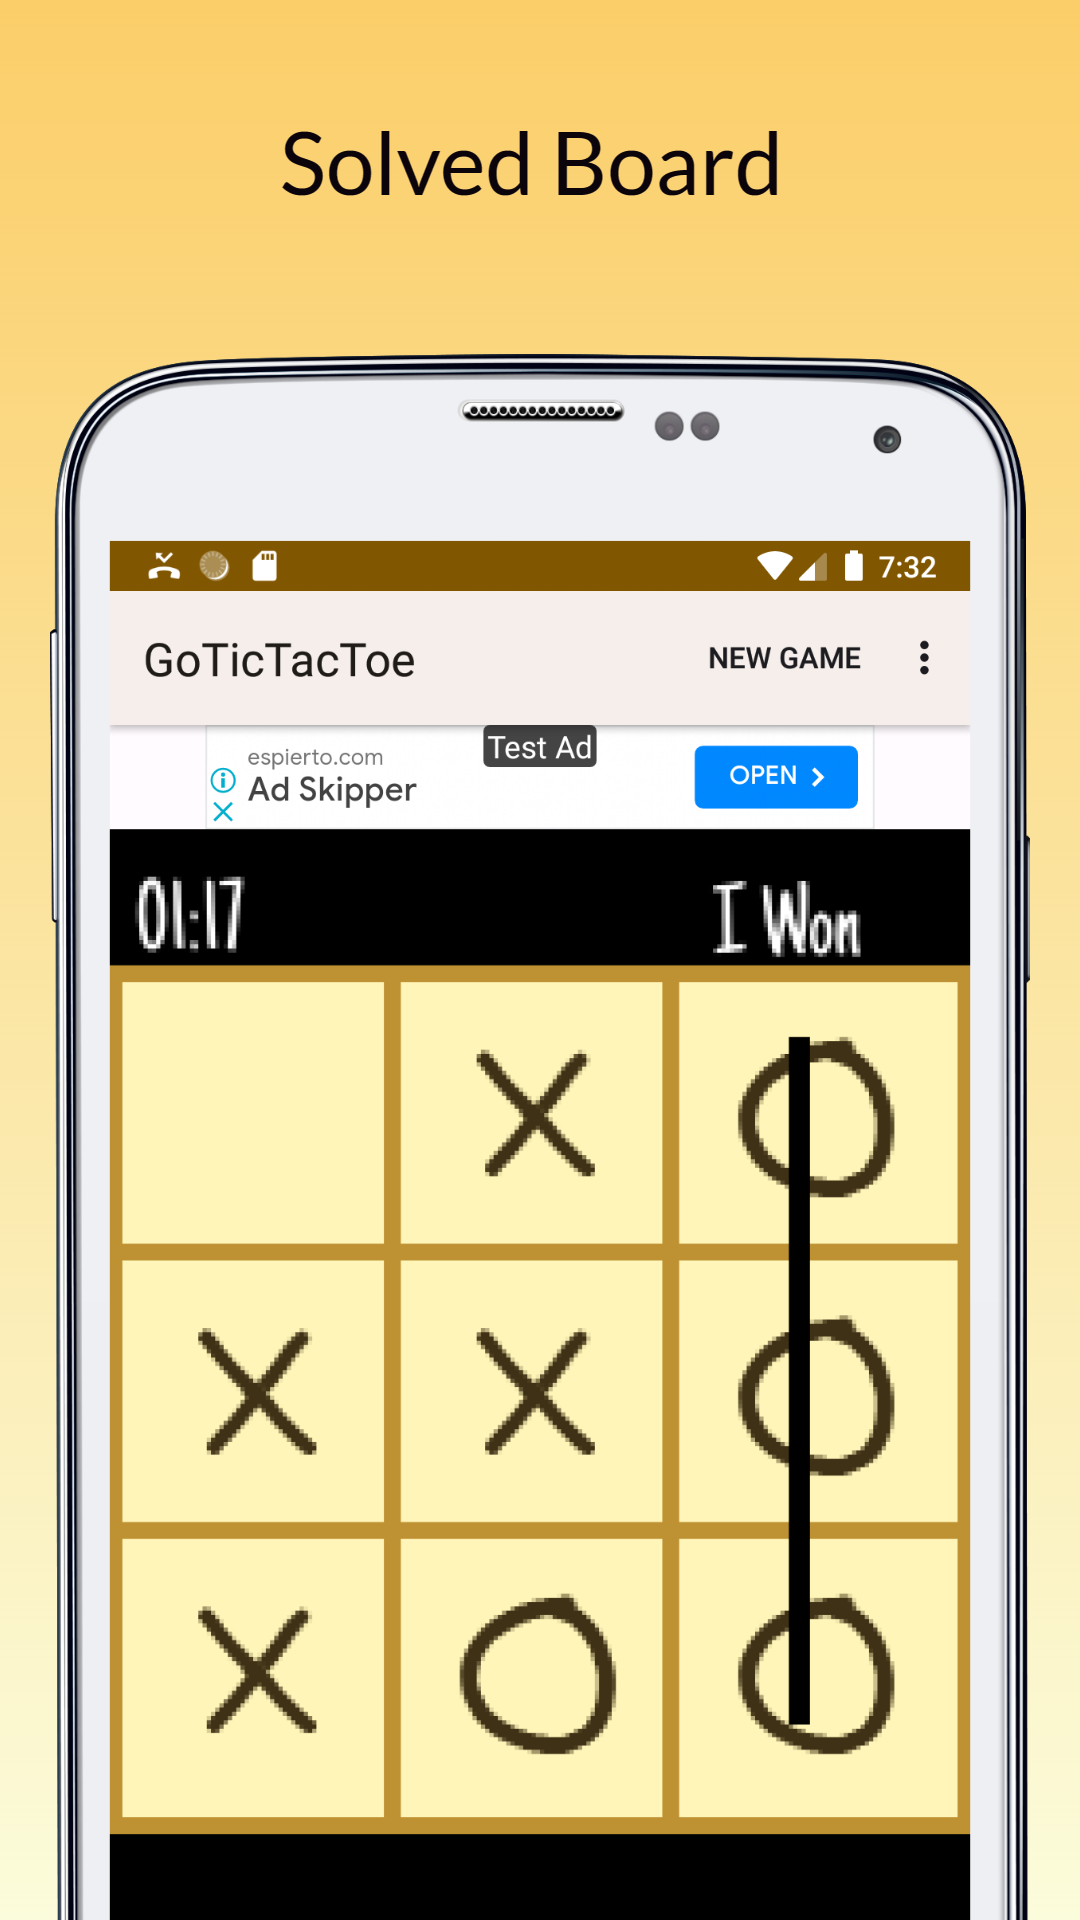 Solved Board
7:32
GoTicTacToe
NEW GAME
Test Ad
espierto.com
Ad Skipper
OPEN
01:17
I Won
X O
X X O
X O O